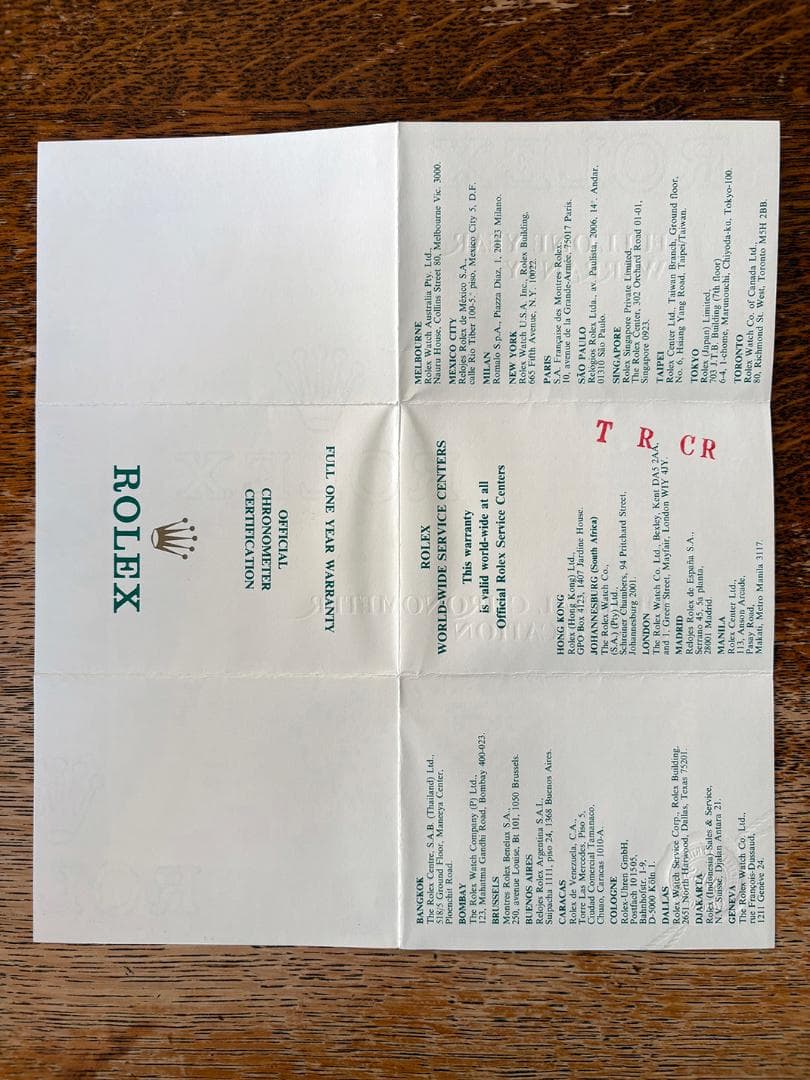 ROLEX
OFFICIAL
CHRONOMETER
CERTIFICATION
FULL ONE YEAR WARRANTY
ROLEX
WORLD-WIDE SERVICE CENTERS
This warranty
is valid world-wide at all
Official Rolex Service Centers
BANGKOK
The Rolex Centre, S.A.B. (Thailand) Ltd.,
518/5 Ground Floor, Maneeya Center,
Ploenchit Road.
BOMBAY
The Rolex Watch Company (P) Ltd.,
123, Mahatma Gandhi Road, Bombay 400-023.
BRUSSELS
Montres Rolex Benelux S.A.,
250, avenue Louise, Bt 101, 1050 Brussels.
BUENOS AIRES
Relojes Rolex Argentina S.A.I.,
Suipacha 1111, piso 24, 1368 Buenos Aires.
CARACAS
Rolex de Venezuela, C.A.,
Torre Las Mercedes, Piso 5,
Ciudad Comercial Tamanaco,
Chuao, Caracas 1010-A.
COLOGNE
Rolex-Uhren GmbH,
Postfach 10 15 05,
Bahnhofstr. 1-9,
D-5000 Köln 1.
DALLAS
Rolex Watch Service Corp., Rolex Building,
2651 North Harwood, Dallas, Texas 75201.
DJAKARTA
Rolex (Indonesia) Sales & Service,
N.V. Suisse, Djalan Antara 21.
GENEVA
The Rolex Watch Co. Ltd.,
rue François-Dussaud,
1211 Genève 24.
HONG KONG
Rolex (Hong Kong) Ltd.,
GPO Box 4123, 1407 Jardine House.
JOHANNESBURG (South Africa)
The Rolex Watch Co.,
(S.A.) (Pty) Ltd.,
Schreiner Chambers, 94 Pritchard Street,
Johannesburg 2001.
LONDON
The Rolex Watch Co. Ltd., Bexley, Kent DA5 2AA,
and 1, Green Street, Mayfair, London W1Y 4JY.
MADRID
Relojes Rolex de España S.A.,
Serrano 45, 5a planta,
28001 Madrid.
MANILA
Rolex Center Ltd.,
113, Anson Arcade,
Pasay Road,
Makati, Metro Manila 3117.
T R CR
MELBOURNE
Rolex Watch Australia Pty. Ltd.,
Nauru House, Collins Street 80, Melbourne Vic. 3000.
MEXICO CITY
Relojes Rolex de México S.A.,
calle Rio Tiber 100-5.° piso, Mexico City 5, D.F.
MILAN
Romalo S.p.A., Piazza Diaz, 1, 20123 Milano.
NEW YORK
Rolex Watch U.S.A. Inc., Rolex Building,
665 Fifth Avenue, N.Y. 10022.
PARIS
S.A. Française des Montres Rolex,
10, avenue de la Grande-Armée, 75017 Paris.
SÃO PAULO
Relogios Rolex Ltda., av. Paulista, 2006, 14°. Andar,
01310 São Paulo.
SINGAPORE
Rolex Singapore Private Limited,
The Rolex Center, 302 Orchard Road 01-01,
Singapore 0923.
TAIPEI
Rolex Center Ltd., Taiwan Branch, Ground floor,
No. 6, Hsiang Yang Road, Taipei/Taiwan.
TOKYO
Rolex (Japan) Limited,
703 J.T.B. Building (7th floor)
6-4, 1-chome, Marunouchi, Chiyoda-ku, Tokyo-100.
TORONTO
Rolex Watch Co. of Canada Ltd.,
80, Richmond St. West, Toronto M5H 2BB.